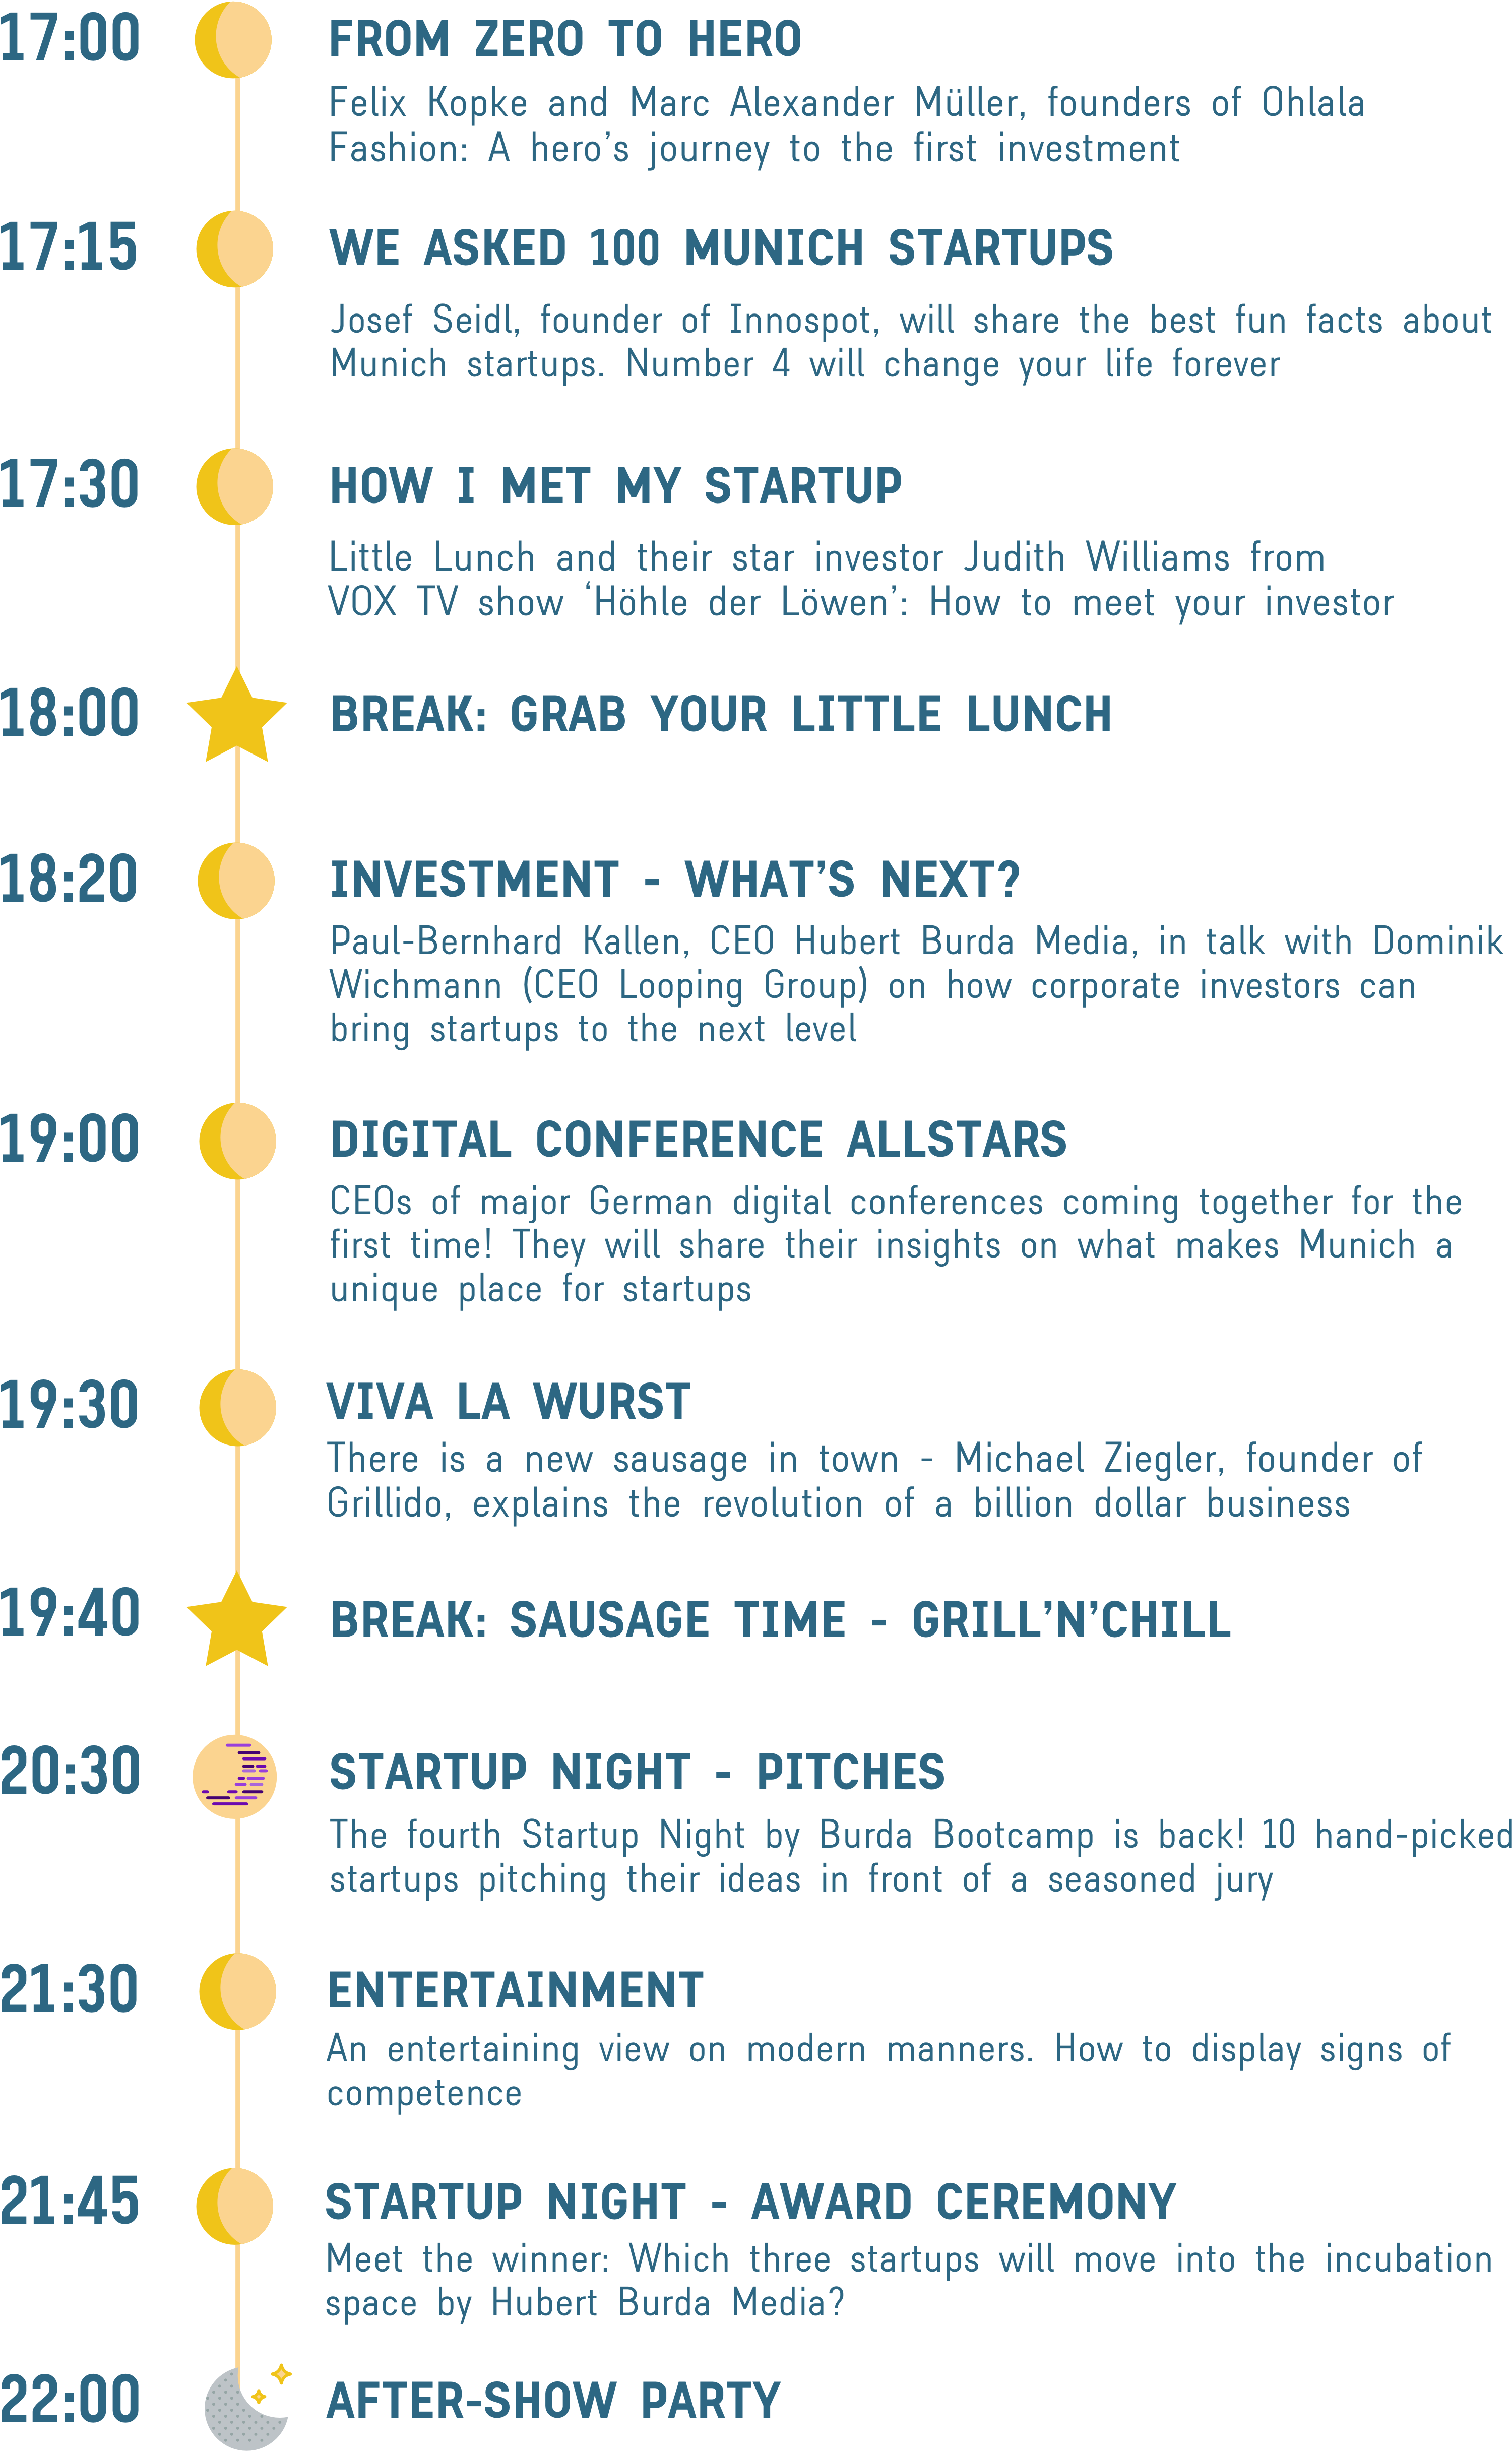 17:00 FROM ZERO TO HERO
Felix Kopke and Marc Alexander Müller, founders of Ohlala
Fashion: A hero’s journey to the first investment
17:15 WE ASKED 100 MUNICH STARTUPS
Josef Seidl, founder of Innospot, will share the best fun facts about
Munich startups. Number 4 will change your life forever
17:30 HOW I MET MY STARTUP
Little Lunch and their star investor Judith Williams from
VOX TV show ‘Höhle der Löwen’: How to meet your investor
18:00 BREAK: GRAB YOUR LITTLE LUNCH
18:20 INVESTMENT - WHAT’S NEXT?
Paul-Bernhard Kallen, CEO Hubert Burda Media, in talk with Dominik
Wichmann (CEO Looping Group) on how corporate investors can
bring startups to the next level
19:00 DIGITAL CONFERENCE ALLSTARS
CEOs of major German digital conferences coming together for the
first time! They will share their insights on what makes Munich a
unique place for startups
19:30 VIVA LA WURST
There is a new sausage in town - Michael Ziegler, founder of
Grillido, explains the revolution of a billion dollar business
19:40 BREAK: SAUSAGE TIME - GRILL’N’CHILL
20:30 STARTUP NIGHT - PITCHES
The fourth Startup Night by Burda Bootcamp is back! 10 hand-picked
startups pitching their ideas in front of a seasoned jury
21:30 ENTERTAINMENT
An entertaining view on modern manners. How to display signs of
competence
21:45 STARTUP NIGHT - AWARD CEREMONY
Meet the winner: Which three startups will move into the incubation
space by Hubert Burda Media?
22:00 AFTER-SHOW PARTY